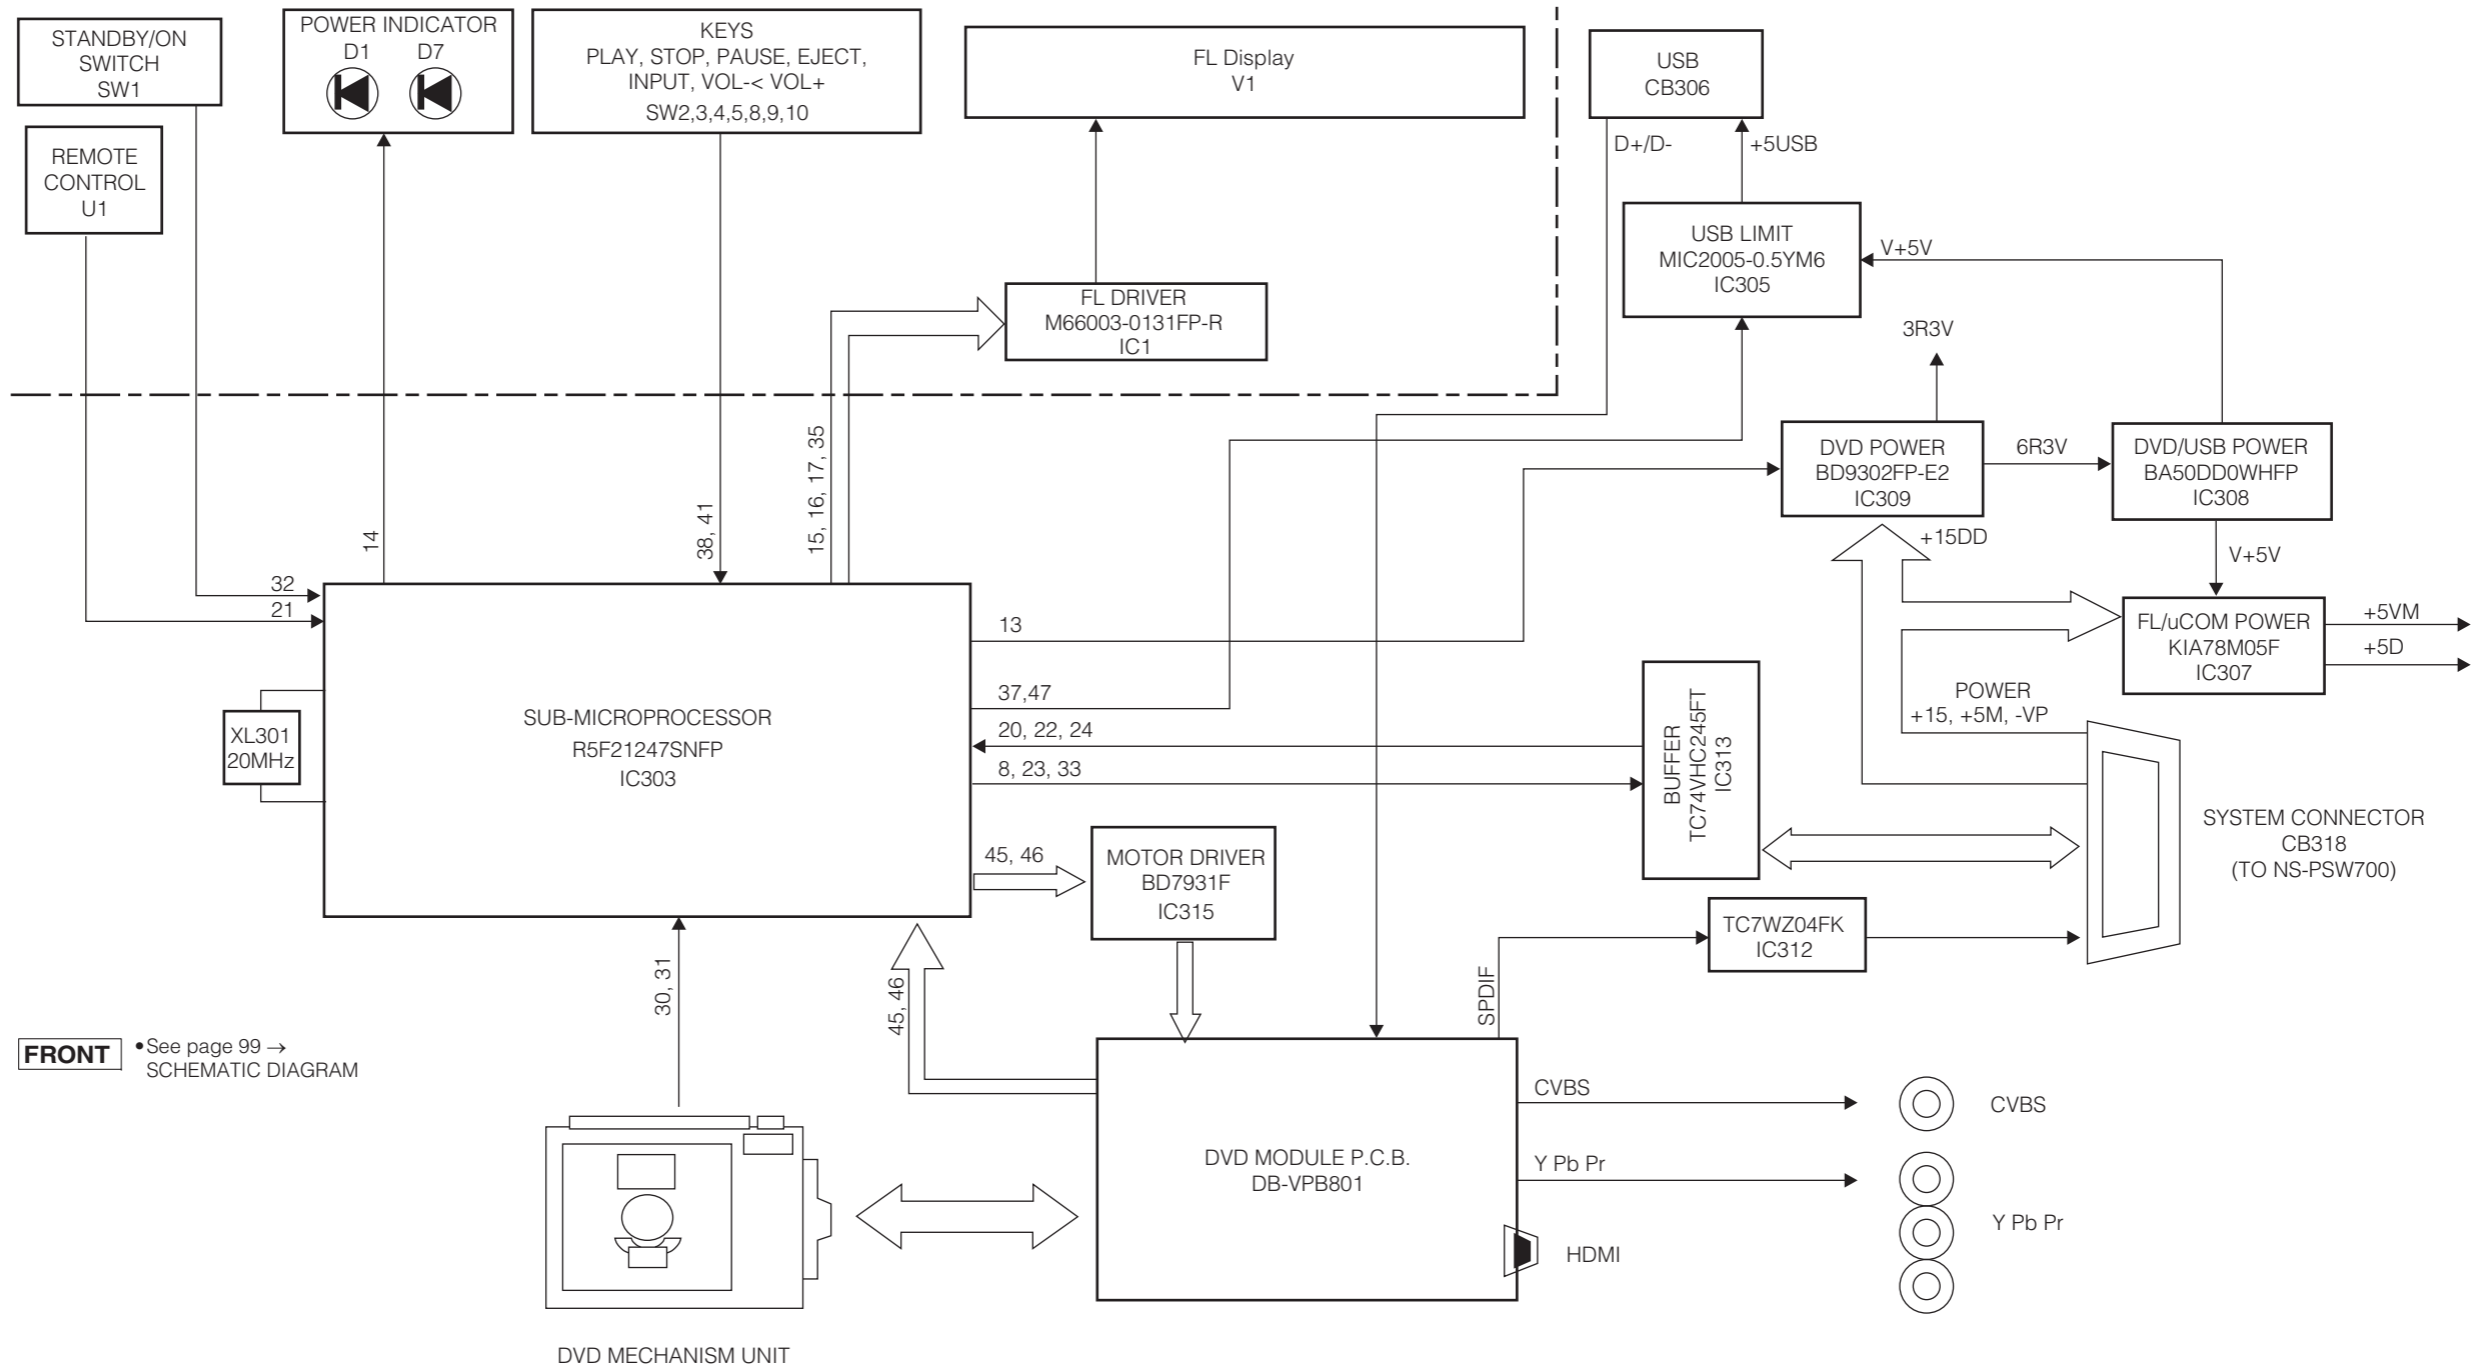 STANDBY/ON
SWITCH
SW1
POWER INDICATOR
D1 D7
KEYS
PLAY, STOP, PAUSE, EJECT,
INPUT, VOL-< VOL+
SW2,3,4,5,8,9,10
FL Display
V1
USB
CB306
REMOTE
CONTROL
U1
D+/D-
+5USB
USB LIMIT
MIC2005-0.5YM6
IC305
V+5V
FL DRIVER
M66003-0131FP-R
IC1
3R3V
DVD POWER
BD9302FP-E2
IC309
6R3V
DVD/USB POWER
BA50DD0WHFP
IC308
14
38, 41
15, 16, 17, 35
+15DD
V+5V
32
21
13
FL/uCOM POWER
KIA78M05F
IC307
+5VM
+5D
37,47
POWER
+15, +5M, -VP
XL301
20MHz
SUB-MICROPROCESSOR
R5F21247SNFP
IC303
20, 22, 24
8, 23, 33
BUFFER
TC74VHC245FT
IC313
SYSTEM CONNECTOR
CB318
(TO NS-PSW700)
45, 46
MOTOR DRIVER
BD7931F
IC315
TC7WZ04FK
IC312
30, 31
45, 46
SPDIF
FRONT
•See page 99 →
SCHEMATIC DIAGRAM
CVBS
CVBS
DVD MODULE P.C.B.
DB-VPB801
Y Pb Pr
Y Pb Pr
HDMI
DVD MECHANISM UNIT